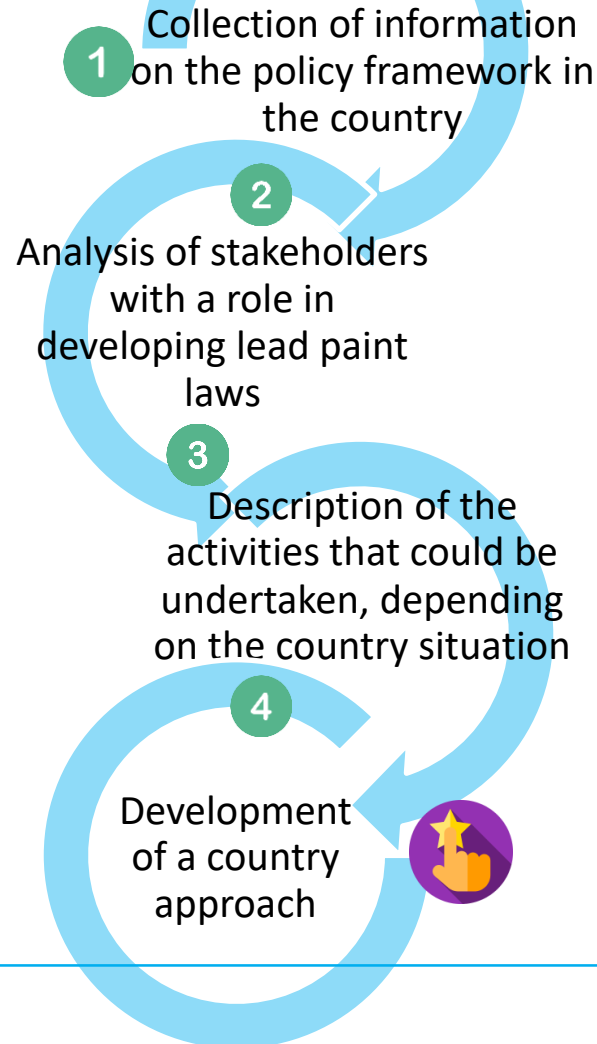 Collection of information
1 on the policy framework in
the country
2
Analysis of stakeholders
with a role in
developing lead paint
laws
3
Description of the
activities that could be
undertaken, depending
on the country situation
4
Development
of a country
approach